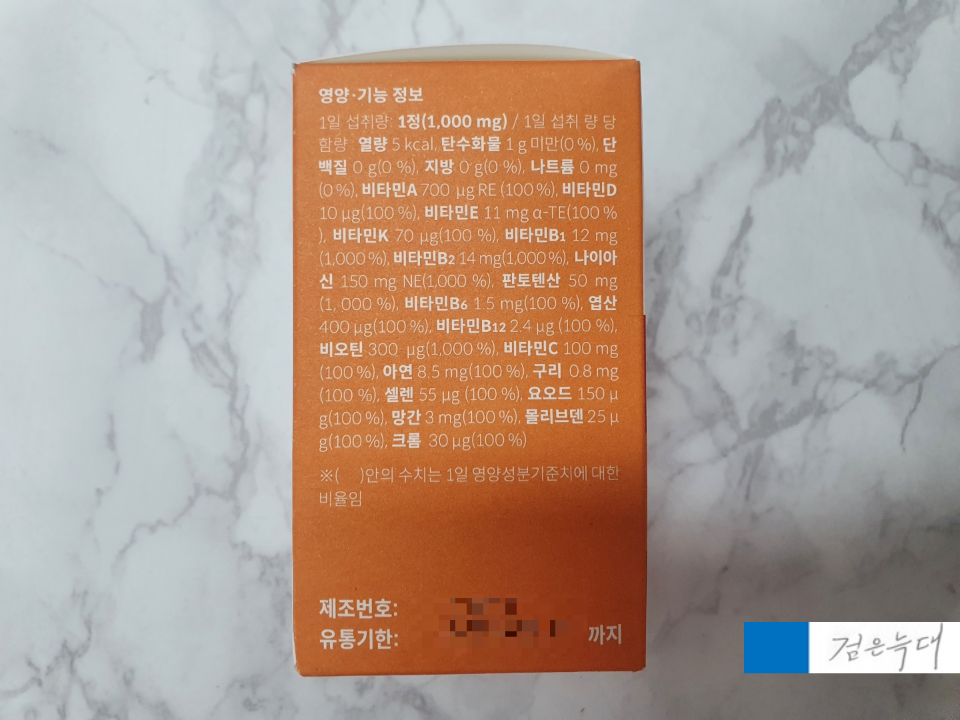 영양·기능 정보
1일 섭취량 1정(1,000 mg) / 1일 섭취 량 당
함량 열량 5 kcal, 탄수화물 1 g 미만(0 %), 단
백질 0 g(0 %), 지방 0 g(0 %), 나트륨 0 mg
(0 %), 비타민A 700 µg RE (100 %), 비타민D
10 µg(100 %), 비타민E 11 mg α-TE(100 %
), 비타민K 70 µg(100 %), 비타민B1 12 mg
(1,000 %), 비타민B2 14 mg(1,000 %), 나이아
신 150 mg NE(1,000 %), 판토텐산 50 mg
(1, 000 %), 비타민B6 1.5 mg(100 %), 엽산
400 µg(100 %), 비타민B12 2.4 µg (100 %),
비오틴 300 µg(1,000 %), 비타민C 100 mg
(100 %), 아연 8.5 mg(100 %), 구리 0.8 mg
(100 %), 셀렌 55 µg (100 %), 요오드 150 µ
g(100 %), 망간 3 mg(100 %), 몰리브덴 25 µ
g(100 %), 크롬 30 µg(100 %)
※( )안의 수치는 1일 영양성분기준치에 대한
비율임
제조번호:
유통기한: 까지
검은늑대